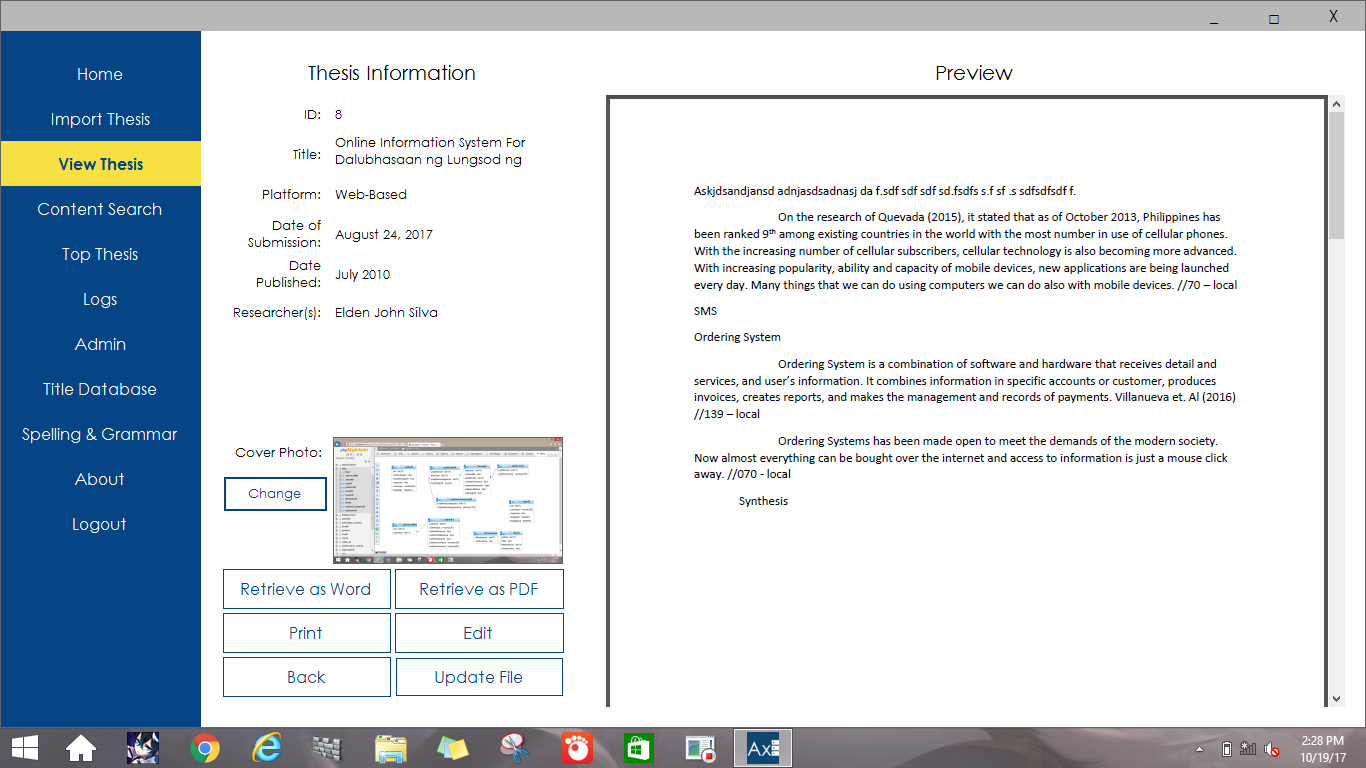 _ □ X
Home
Import Thesis
View Thesis
Content Search
Top Thesis
Logs
Admin
Title Database
Spelling & Grammar
About
Logout
Thesis Information
ID: 8
Title: Online Information System For
Dalubhasaan ng Lungsod ng
Platform: Web-Based
Date of
Submission: August 24, 2017
Date
Published: July 2010
Researcher(s): Elden John Silva
Cover Photo:
Change
phpMyAdmin
Retrieve as Word
Retrieve as PDF
Print
Edit
Back
Update File
Preview
Askjdsandjansd adnjasdsadnasj da f.sdf sdf sdf sd.fsdfs s.f sf .s sdfsdfsdf f.
On the research of Quevada (2015), it stated that as of October 2013, Philippines has
been ranked 9th among existing countries in the world with the most number in use of cellular phones.
With the increasing number of cellular subscribers, cellular technology is also becoming more advanced.
With increasing popularity, ability and capacity of mobile devices, new applications are being launched
every day. Many things that we can do using computers we can do also with mobile devices. //70 – local
SMS
Ordering System
Ordering System is a combination of software and hardware that receives detail and
services, and user’s information. It combines information in specific accounts or customer, produces
invoices, creates reports, and makes the management and records of payments. Villanueva et. Al (2016)
//139 – local
Ordering Systems has been made open to meet the demands of the modern society.
Now almost everything can be bought over the internet and access to information is just a mouse click
away. //070 - local
Synthesis
Ax
2:28 PM
10/19/17